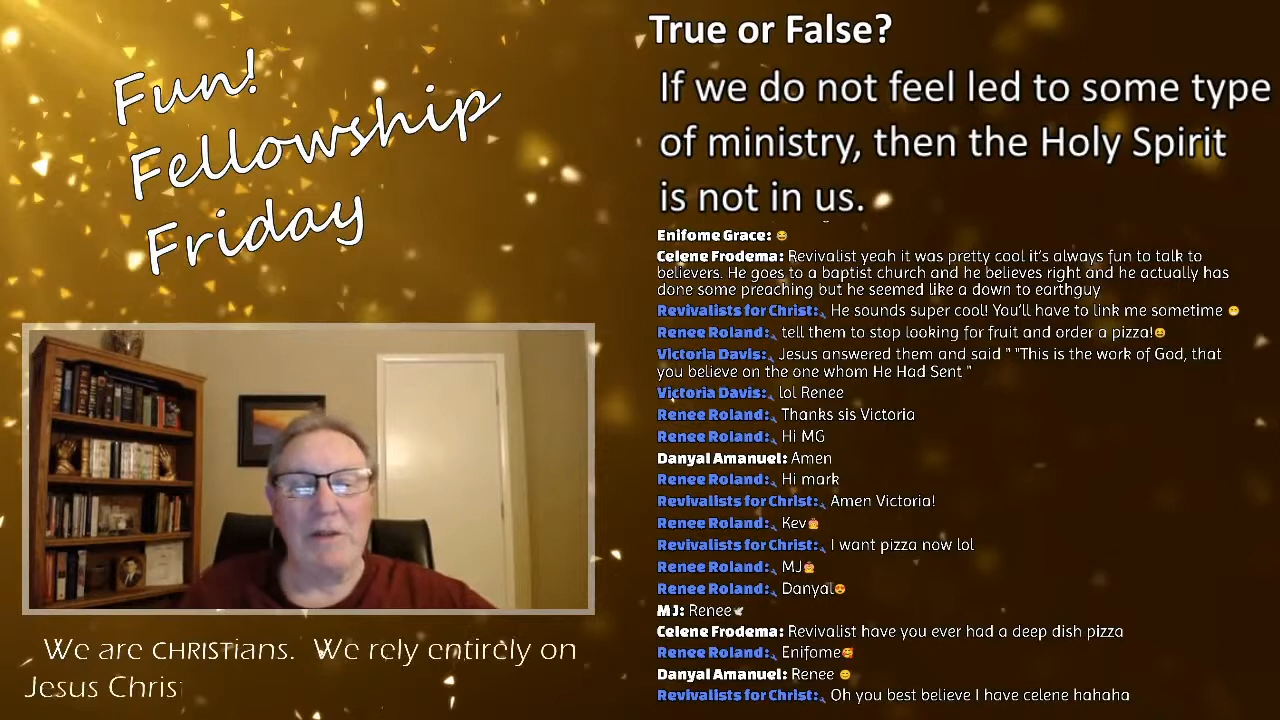 Fun!
Fellowship
Friday
True or False?
If we do not feel led to some type
of ministry, then the Holy Spirit
is not in us.
Enifome Grace: 😂
Celene Frodema: Revivalist yeah it was pretty cool it's always fun to talk to
believers. He goes to a baptist church and he believes right and he actually has
done some preaching but he seemed like a down to earthguy
Revivalists for Christ: He sounds super cool! You'll have to link me sometime 😁
Renee Roland: tell them to stop looking for fruit and order a pizza!😆
Victoria Davis: Jesus answered them and said " "This is the work of God, that
you believe on the one whom He Had Sent "
Victoria Davis: lol Renee
Renee Roland: Thanks sis Victoria
Renee Roland: Hi MG
Danyal Amanuel: Amen
Renee Roland: Hi mark
Revivalists for Christ: Amen Victoria!
Renee Roland: Kev
Revivalists for Christ: I want pizza now lol
Renee Roland: MJ
Renee Roland: Danyal😍
MJ: Renee🕊
Celene Frodema: Revivalist have you ever had a deep dish pizza
Renee Roland: Enifome🥰
Danyal Amanuel: Renee 😊
Revivalists for Christ: Oh you best believe I have celene hahaha
We are CHRISTians. We rely entirely on
Jesus Chris